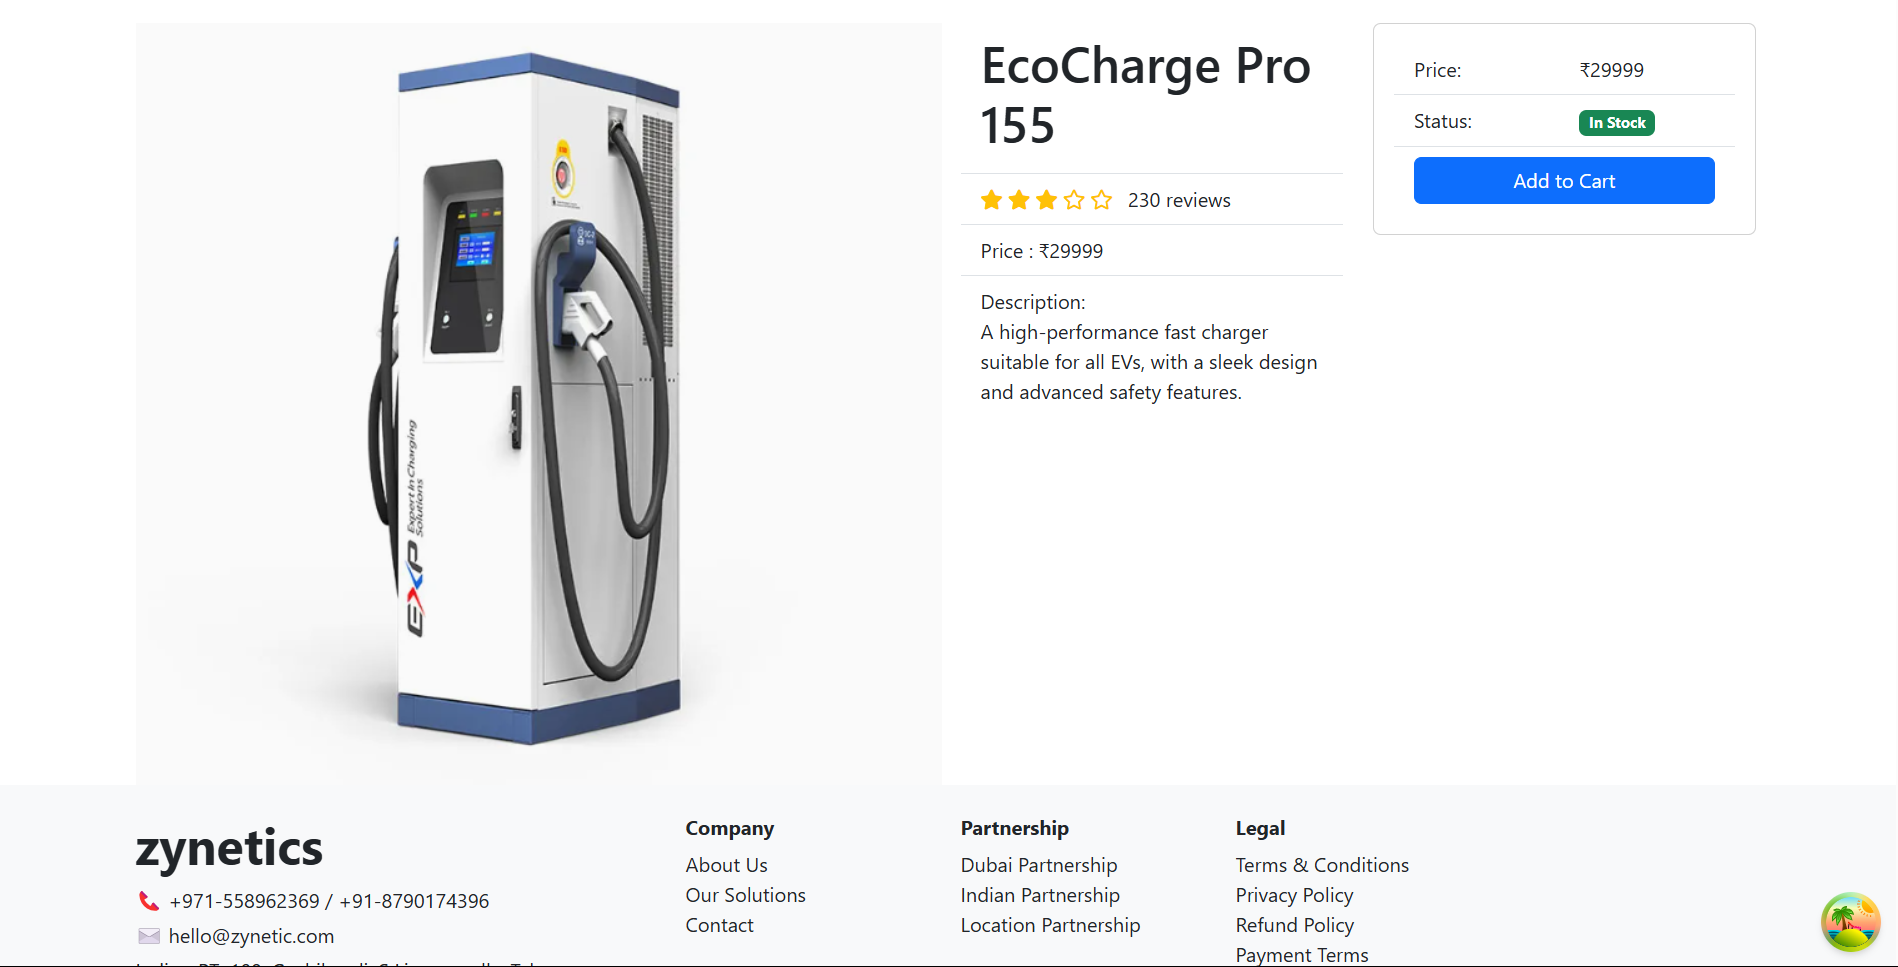 EcoCharge Pro
155
230 reviews
Price : ₹29999
Description:
A high-performance fast charger
suitable for all EVs, with a sleek design
and advanced safety features.
Price: ₹29999
Status: In Stock
Add to Cart
EXP Expert In Charging
Solutions
zynetics
+971-558962369 / +91-8790174396
hello@zynetic.com
Company
About Us
Our Solutions
Contact
Partnership
Dubai Partnership
Indian Partnership
Location Partnership
Legal
Terms & Conditions
Privacy Policy
Refund Policy
Payment Terms